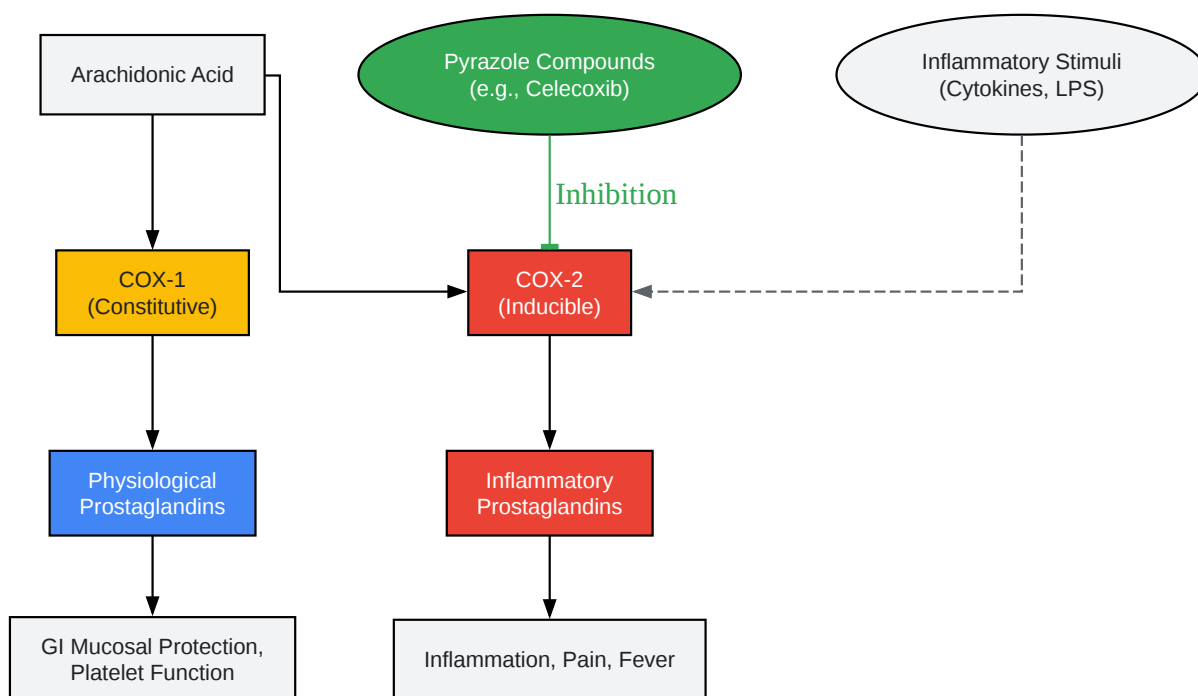 Arachidonic Acid
Pyrazole Compounds
(e.g., Celecoxib)
Inflammatory Stimuli
(Cytokines, LPS)
Inhibition
COX-1
(Constitutive)
COX-2
(Inducible)
Physiological
Prostaglandins
Inflammatory
Prostaglandins
GI Mucosal Protection,
Platelet Function
Inflammation, Pain, Fever